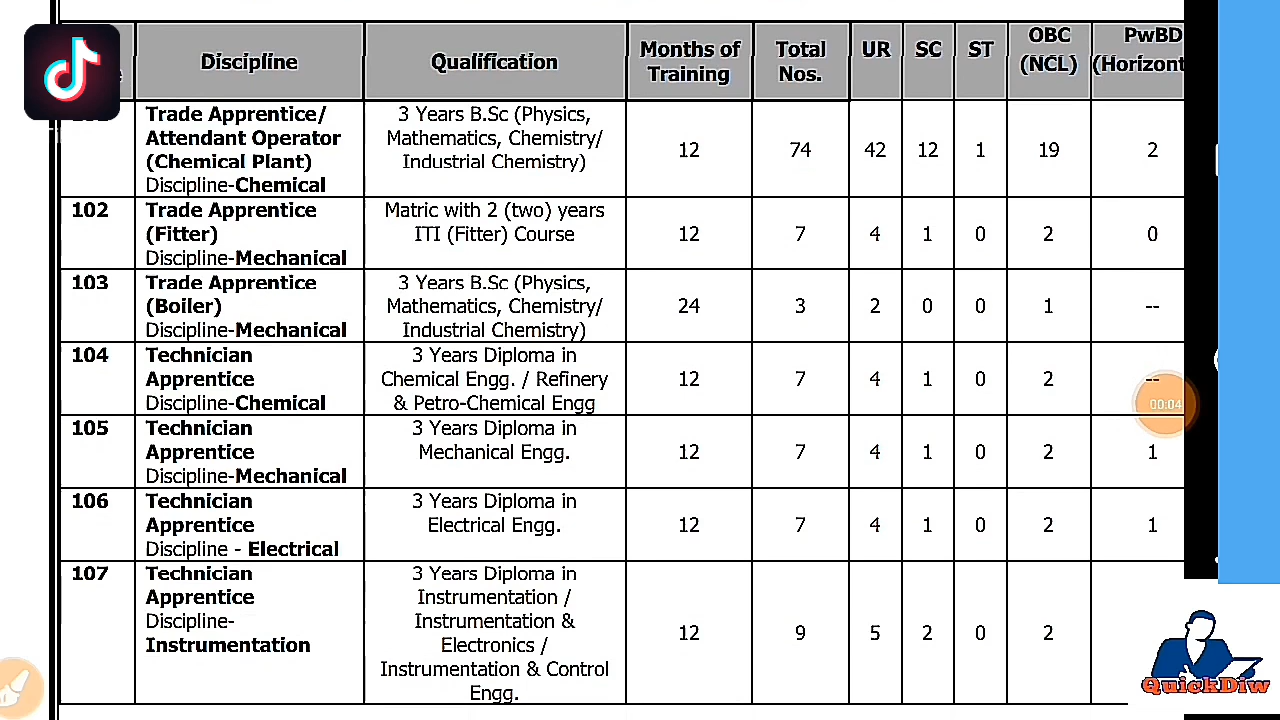 Discipline Qualification Months of Training Total Nos. UR SC ST OBC (NCL) PwBD
Trade Apprentice/ Attendant Operator (Chemical Plant) Discipline-Chemical 3 Years B.Sc (Physics, Mathematics, Chemistry/ Industrial Chemistry) 12 74 42 12 1 19 2
102 Trade Apprentice (Fitter) Discipline-Mechanical Matric with 2 (two) years ITI (Fitter) Course 12 7 4 1 0 2 0
103 Trade Apprentice (Boiler) Discipline-Mechanical 3 Years B.Sc (Physics, Mathematics, Chemistry/ Industrial Chemistry) 24 3 2 0 0 1 --
104 Technician Apprentice Discipline-Chemical 3 Years Diploma in Chemical Engg. / Refinery & Petro-Chemical Engg 12 7 4 1 0 2 --
00:04
105 Technician Apprentice Discipline-Mechanical 3 Years Diploma in Mechanical Engg. 12 7 4 1 0 2 1
106 Technician Apprentice Discipline - Electrical 3 Years Diploma in Electrical Engg. 12 7 4 1 0 2 1
107 Technician Apprentice Discipline- Instrumentation 3 Years Diploma in Instrumentation / Instrumentation & Electronics / Instrumentation & Control Engg. 12 9 5 2 0 2
QuickDiw